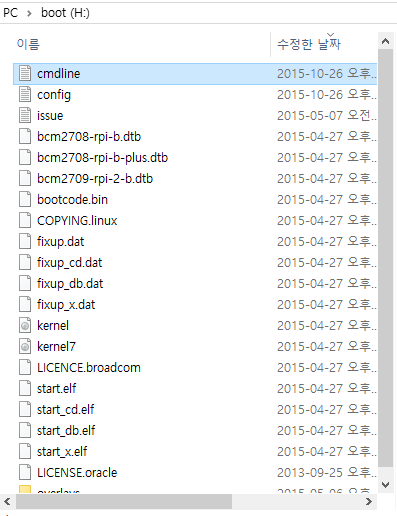 PC > boot (H:)
이름 수정한 날짜
cmdline 2015-10-26 오후...
config 2015-10-26 오후...
issue 2015-05-07 오전...
bcm2708-rpi-b.dtb 2015-04-27 오후...
bcm2708-rpi-b-plus.dtb 2015-04-27 오후...
bcm2709-rpi-2-b.dtb 2015-04-27 오후...
bootcode.bin 2015-04-27 오후...
COPYING.linux 2015-04-27 오후...
fixup.dat 2015-04-27 오후...
fixup_cd.dat 2015-04-27 오후...
fixup_db.dat 2015-04-27 오후...
fixup_x.dat 2015-04-27 오후...
kernel 2015-04-27 오후...
kernel7 2015-04-27 오후...
LICENCE.broadcom 2015-04-27 오후...
start.elf 2015-04-27 오후...
start_cd.elf 2015-04-27 오후...
start_db.elf 2015-04-27 오후...
start_x.elf 2015-04-27 오후...
LICENSE.oracle 2013-09-25 오후...
overlays 2015-05-06 오후...